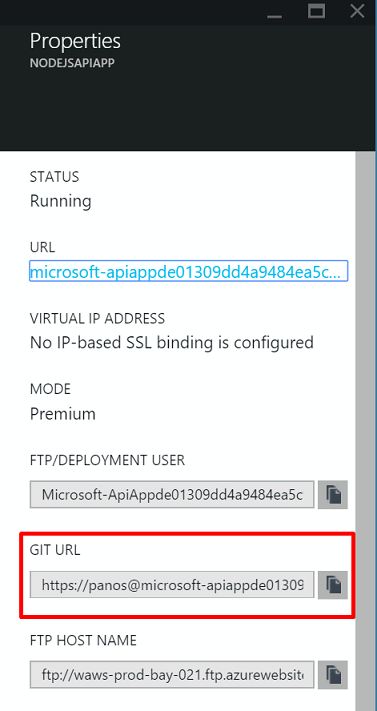 Properties
NODEJSAPIAPP
STATUS
Running
URL
microsoft-apiappde01309dd4a9484ea5c...
VIRTUAL IP ADDRESS
No IP-based SSL binding is configured
MODE
Premium
FTP/DEPLOYMENT USER
Microsoft-ApiAppde01309dd4a9484ea5c
GIT URL
https://panos@microsoft-apiappde01309
FTP HOST NAME
ftp://waws-prod-bay-021.ftp.azurewebsite